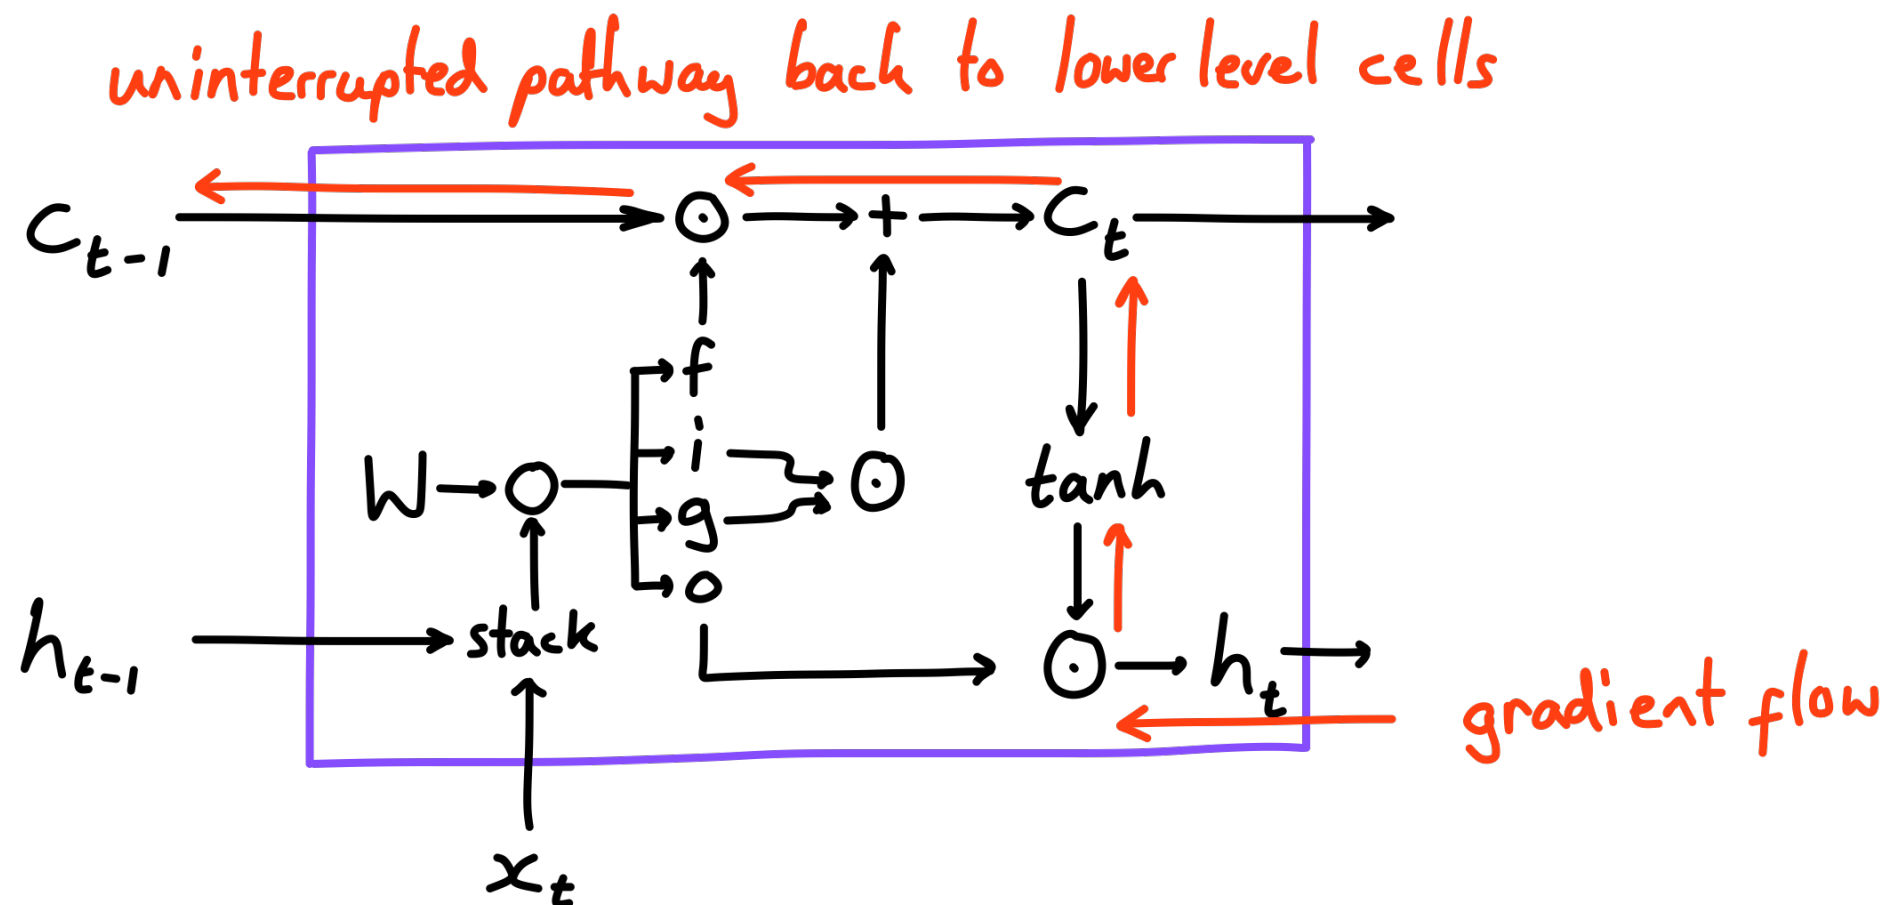 uninterrupted pathway back to lower level cells
C_{t-1} ⊙ + C_t
f
i
W g ⊙ tanh
o
h_{t-1} stack ⊙ h_t
gradient flow
x_t